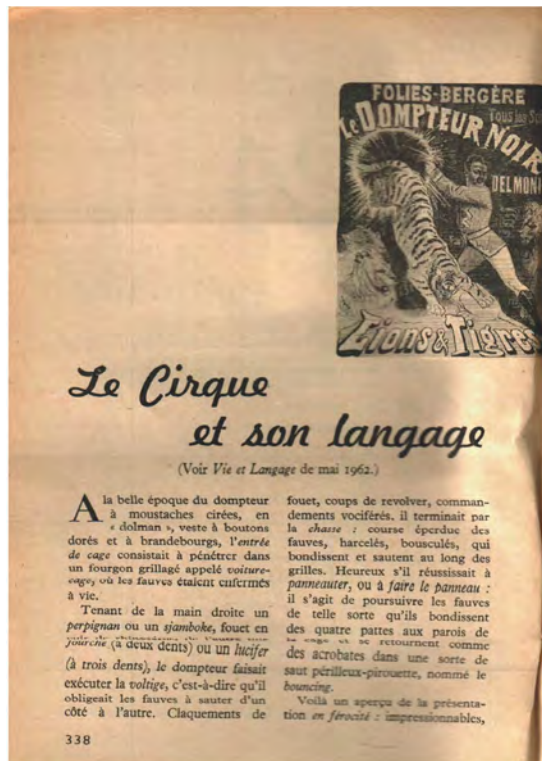 FOLIES-BERGÈRE
Tous les
Le DOMPTEUR NOIR
DELMONI
Lions & Tigres
Le Cirque
et son langage
(Voir Vie et Langage de mai 1962.)
A la belle époque du dompteur
à moustaches cirées, en
« dolman », veste à boutons
dorés et à brandebourgs, l'entrée
de cage consistait à pénétrer dans
un fourgon grillagé appelé voiture-
cage, où les fauves étaient enfermés
à vie.
Tenant de la main droite un
perpignan ou un sjamboke, fouet en
fourche (à deux dents) ou un lucifer
(à trois dents), le dompteur faisait
exécuter la voltige, c'est-à-dire qu'il
obligeait les fauves à sauter d'un
côté à l'autre. Claquements de
fouet, coups de revolver, comman-
dements vociférés. il terminait par
la chasse : course éperdue des
fauves, harcelés, bousculés, qui
bondissent et sautent au long des
grilles. Heureux s'il réussissait à
panneauter, ou à faire le panneau :
il s'agit de poursuivre les fauves
de telle sorte qu'ils bondissent
des quatre pattes aux parois de
la cage et se retournent comme
des acrobates dans une sorte de
saut périlleux-pirouette, nommé le
bouncing.
Voilà un aperçu de la présenta-
tion en férocité : impressionnables,
338